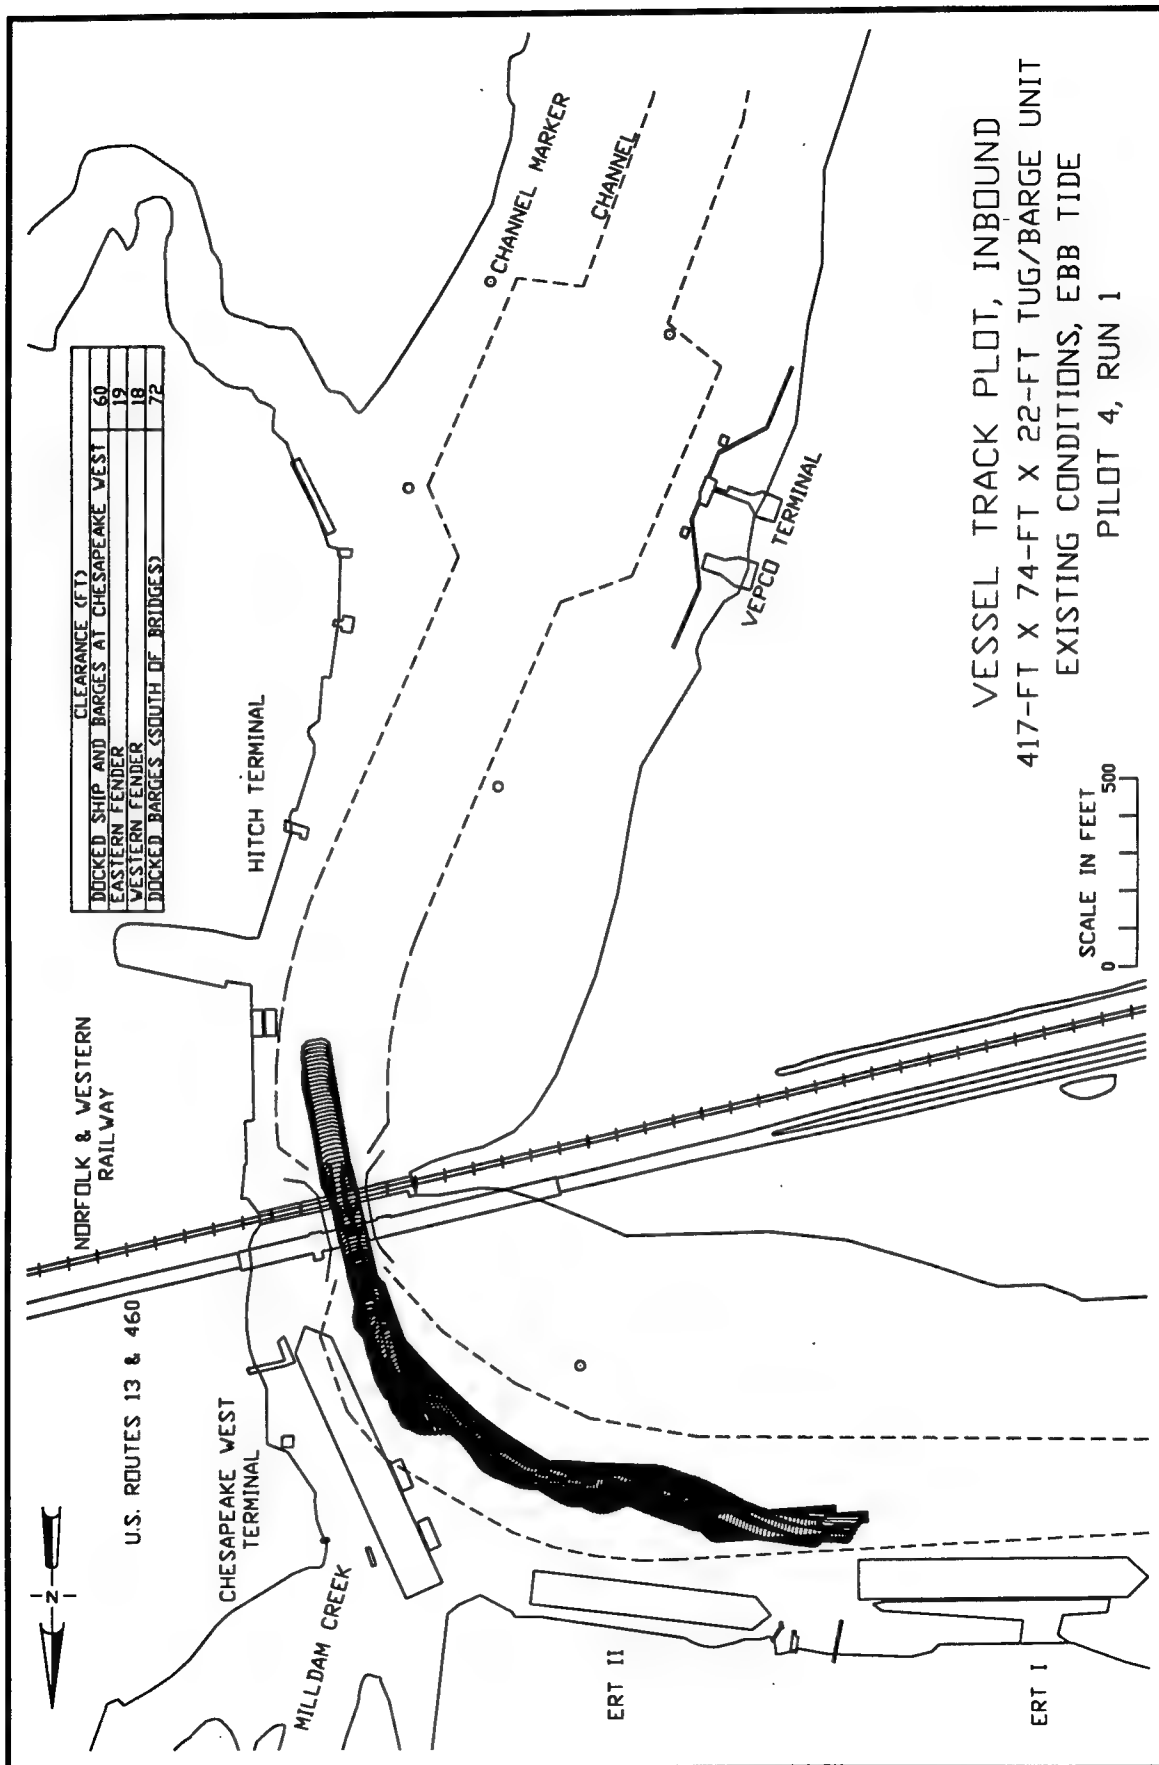 CLEARANCE (FT)
DOCKED SHIP AND BARGES AT CHESAPEAKE WEST 60
EASTERN FENDER 19
WESTERN FENDER 18
DOCKED BARGES (SOUTH OF BRIDGES) 72
N
U.S. ROUTES 13 & 460
NORFOLK & WESTERN
RAILWAY
HITCH TERMINAL
CHANNEL MARKER
CHANNEL
CHESAPEAKE WEST
TERMINAL
MILLDAM CREEK
VEPCO TERMINAL
ERT II
ERT I
SCALE IN FEET
0 500
VESSEL TRACK PLOT, INBOUND
417-FT X 74-FT X 22-FT TUG/BARGE UNIT
EXISTING CONDITIONS, EBB TIDE
PILOT 4, RUN 1